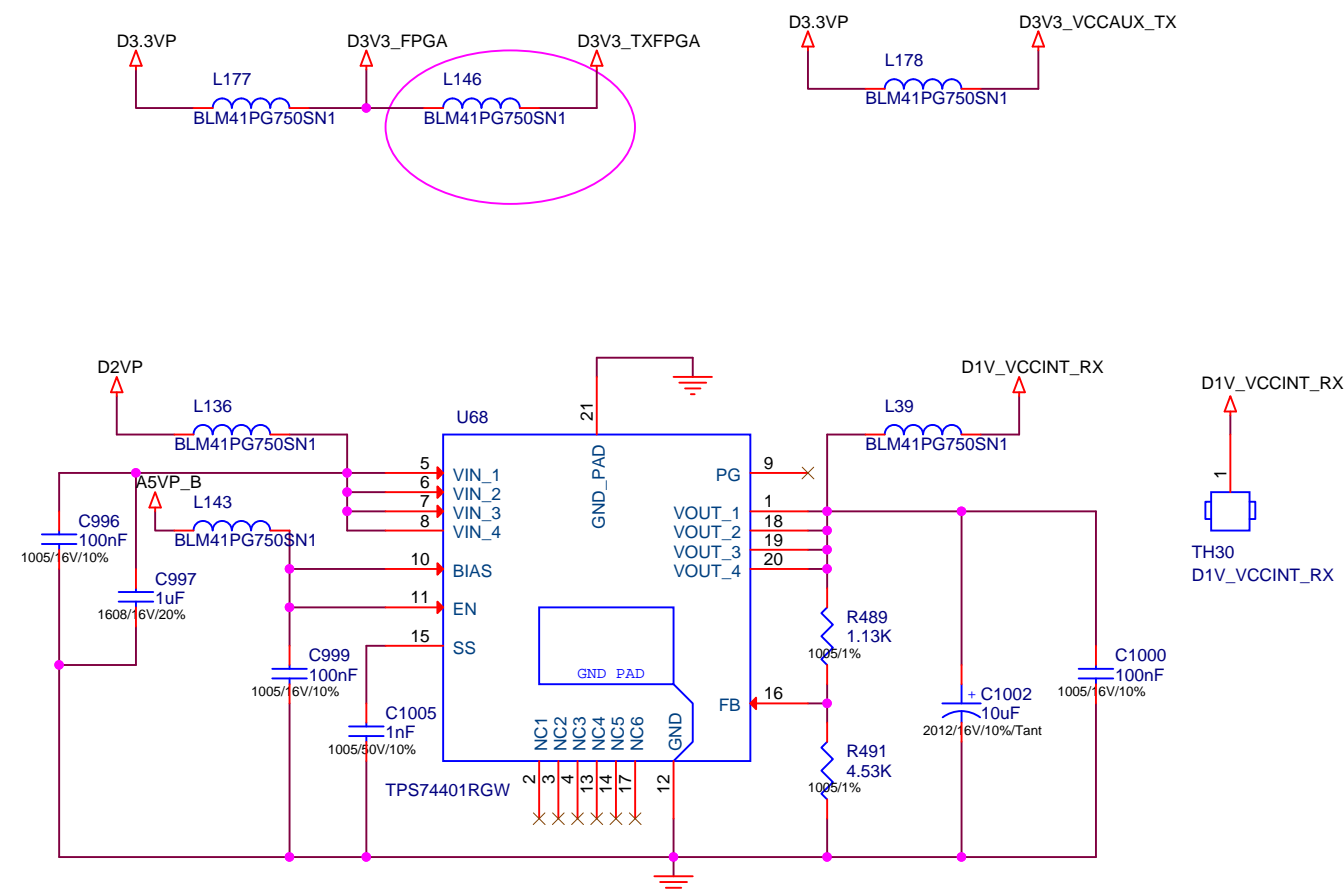 D3.3VP
D3V3_FPGA
D3V3_TXFPGA
D3.3VP
D3V3_VCCAUX_TX
L177
BLM41PG750SN1
L146
BLM41PG750SN1
L178
BLM41PG750SN1
D2VP
L136
BLM41PG750SN1
A5VP_B
L143
BLM41PG750SN1
C996
100nF
1005/16V/10%
C997
1uF
1608/16V/20%
C999
100nF
1005/16V/10%
C1005
1nF
1005/50V/10%
U68
21
GND_PAD
5
VIN_1
6
VIN_2
7
VIN_3
8
VIN_4
10
BIAS
11
EN
15
SS
9
PG
1
VOUT_1
18
VOUT_2
19
VOUT_3
20
VOUT_4
16
FB
GND PAD
NC1
NC2
NC3
NC4
NC5
NC6
GND
2
3
4
13
14
17
12
TPS74401RGW
D1V_VCCINT_RX
L39
BLM41PG750SN1
R489
1.13K
1005/1%
R491
4.53K
1005/1%
+
C1002
10uF
2012/16V/10%/Tant
C1000
100nF
1005/16V/10%
D1V_VCCINT_RX
1
TH30
D1V_VCCINT_RX